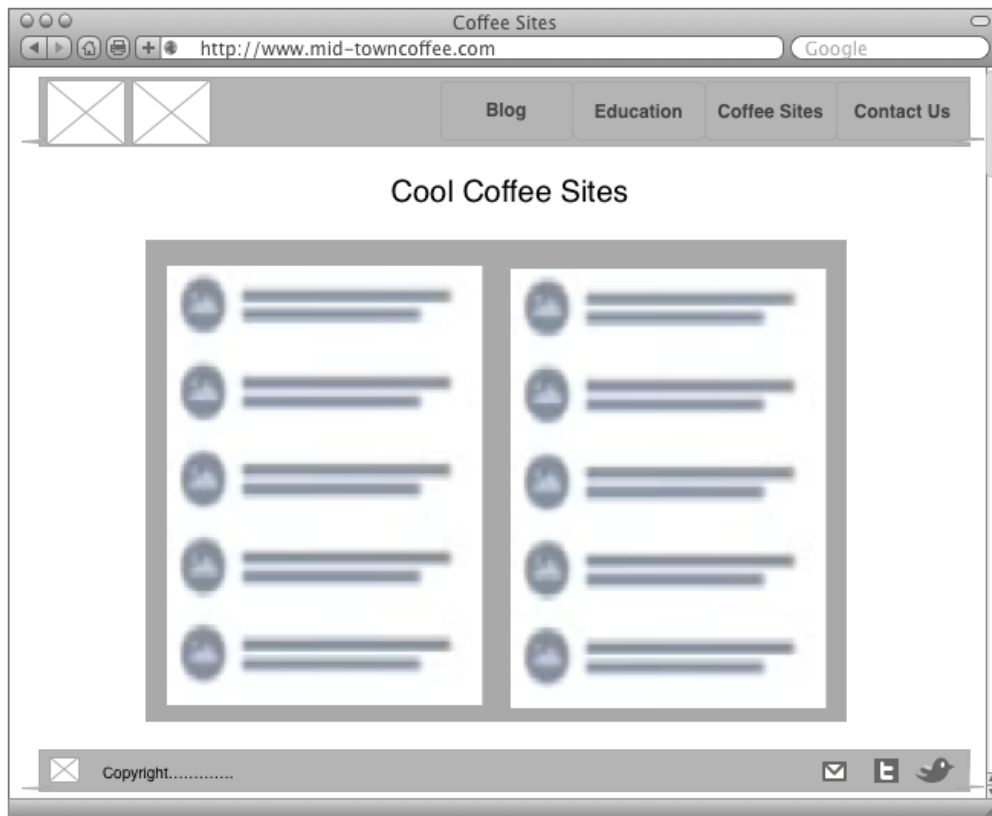 Coffee Sites
http://www.mid-towncoffee.com
Google
Blog Education Coffee Sites Contact Us
Cool Coffee Sites
Copyright.............
t